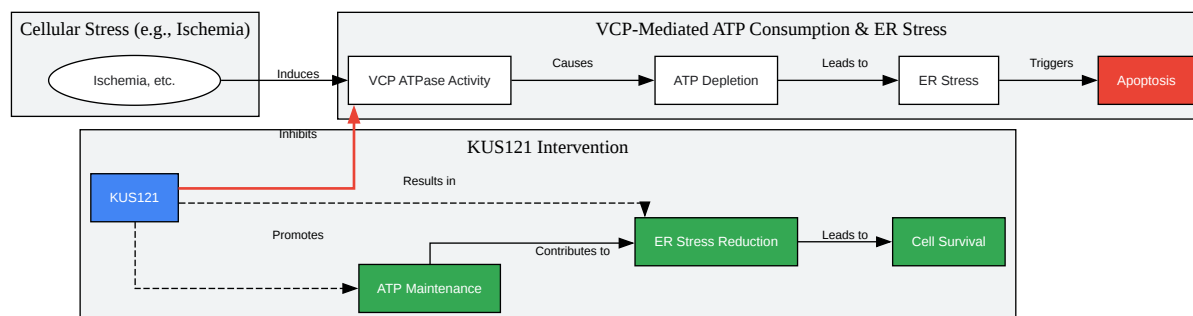 Cellular Stress (e.g., Ischemia)
VCP-Mediated ATP Consumption & ER Stress
Ischemia, etc.
Induces
VCP ATPase Activity
Causes
ATP Depletion
Leads to
ER Stress
Triggers
Apoptosis
Inhibits
KUS121 Intervention
KUS121
Results in
Promotes
ATP Maintenance
Contributes to
ER Stress Reduction
Leads to
Cell Survival